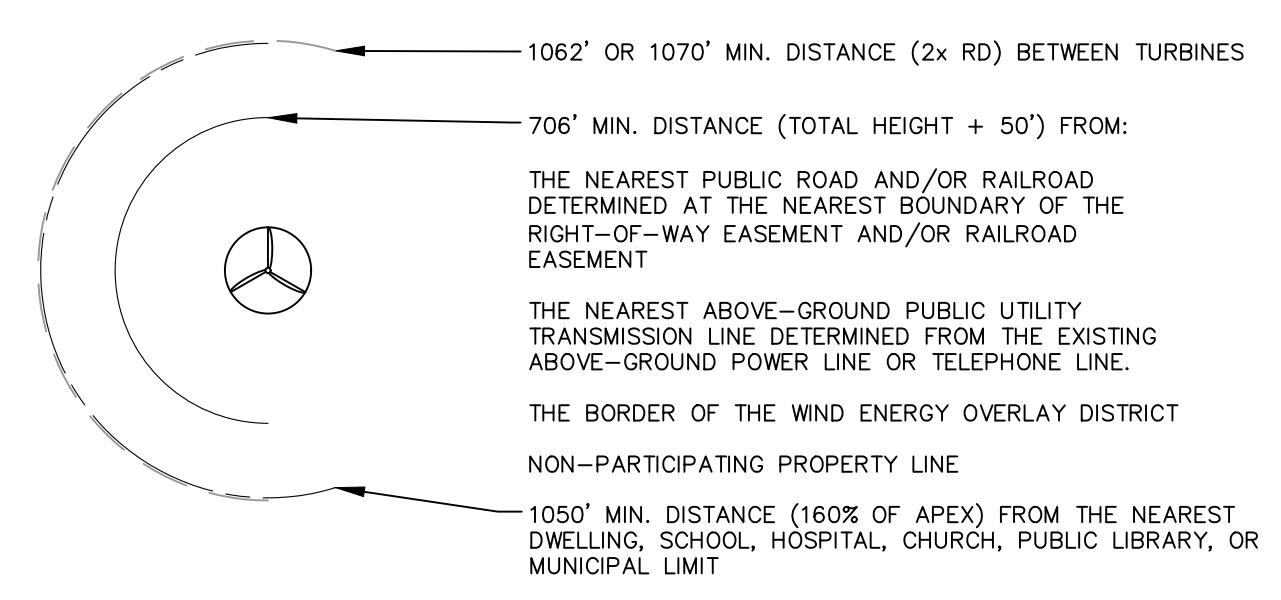 1062' OR 1070' MIN. DISTANCE (2x RD) BETWEEN TURBINES
706' MIN. DISTANCE (TOTAL HEIGHT + 50') FROM:
THE NEAREST PUBLIC ROAD AND/OR RAILROAD
DETERMINED AT THE NEAREST BOUNDARY OF THE
RIGHT-OF-WAY EASEMENT AND/OR RAILROAD
EASEMENT
THE NEAREST ABOVE-GROUND PUBLIC UTILITY
TRANSMISSION LINE DETERMINED FROM THE EXISTING
ABOVE-GROUND POWER LINE OR TELEPHONE LINE.
THE BORDER OF THE WIND ENERGY OVERLAY DISTRICT
NON-PARTICIPATING PROPERTY LINE
1050' MIN. DISTANCE (160% OF APEX) FROM THE NEAREST
DWELLING, SCHOOL, HOSPITAL, CHURCH, PUBLIC LIBRARY, OR
MUNICIPAL LIMIT